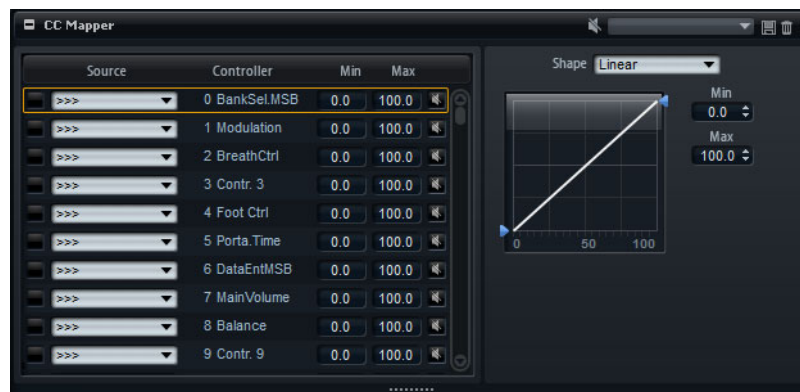 CC Mapper
Source Controller Min Max
>>> 0 BankSel.MSB 0.0 100.0
>>> 1 Modulation 0.0 100.0
>>> 2 BreathCtrl 0.0 100.0
>>> 3 Contr. 3 0.0 100.0
>>> 4 Foot Ctrl 0.0 100.0
>>> 5 Porta.Time 0.0 100.0
>>> 6 DataEntMSB 0.0 100.0
>>> 7 MainVolume 0.0 100.0
>>> 8 Balance 0.0 100.0
>>> 9 Contr. 9 0.0 100.0
Shape Linear
Min
0.0
Max
100.0
0 50 100